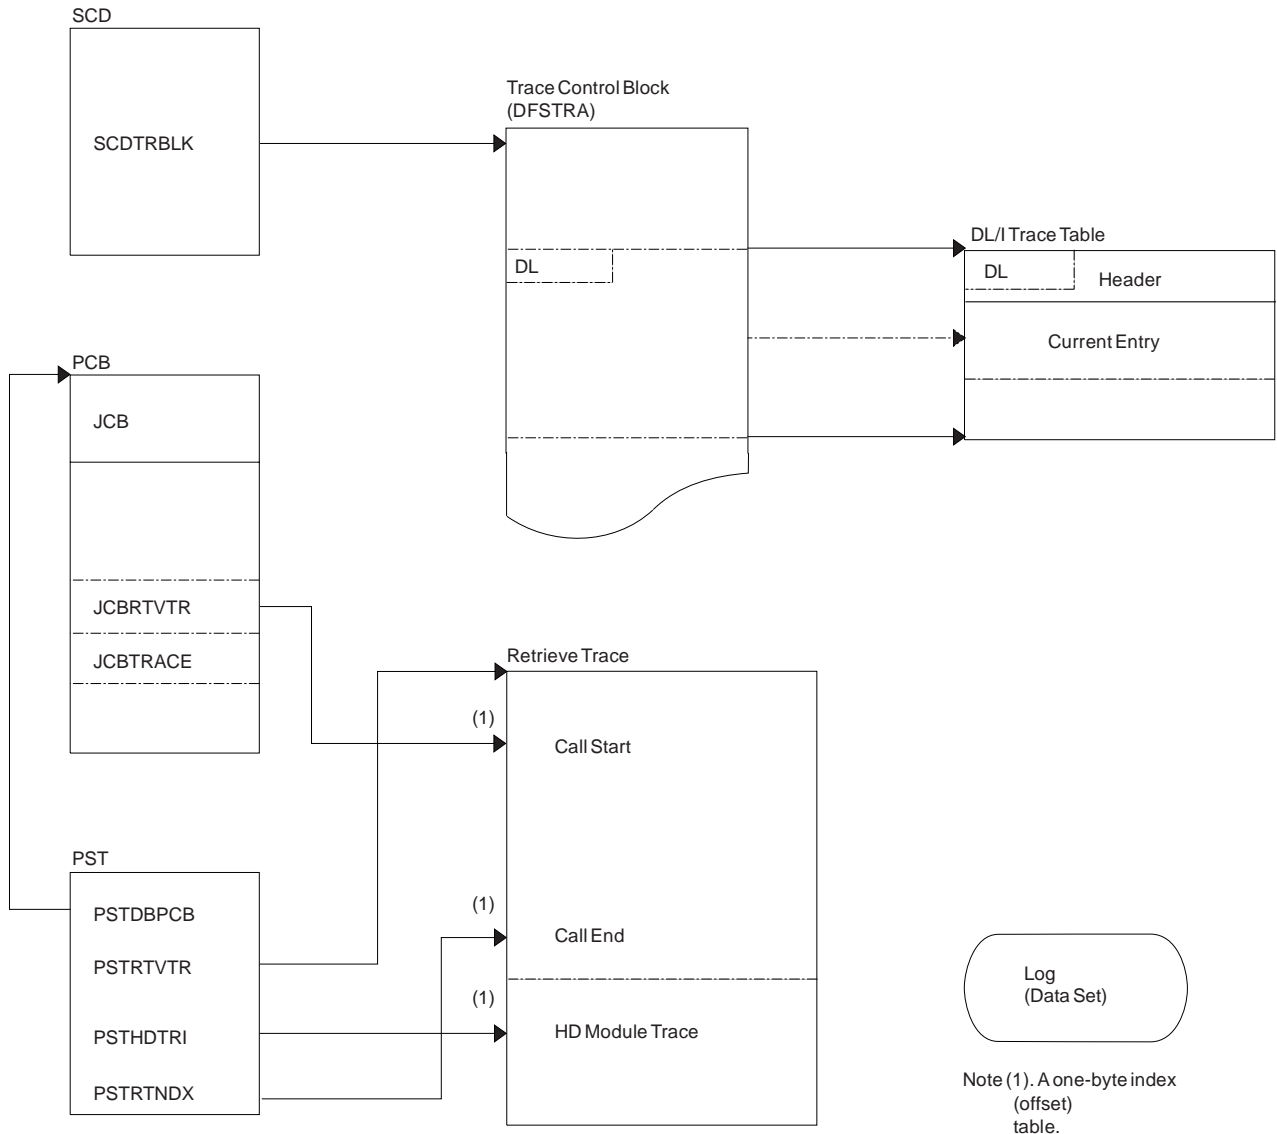 SCD
SCDTRBLK
Trace Control Block
(DFSTRA)
DL
DL/I Trace Table
DL
Header
Current Entry
PCB
JCB
JCBRTVTR
JCBTRACE
Retrieve Trace
(1)
Call Start
PST
PSTDBPCB
PSTRTVTR
PSTHDTRI
PSTRTNDX
(1)
Call End
(1)
HD Module Trace
Log
(Data Set)
Note (1). A one-byte index
(offset)
table.